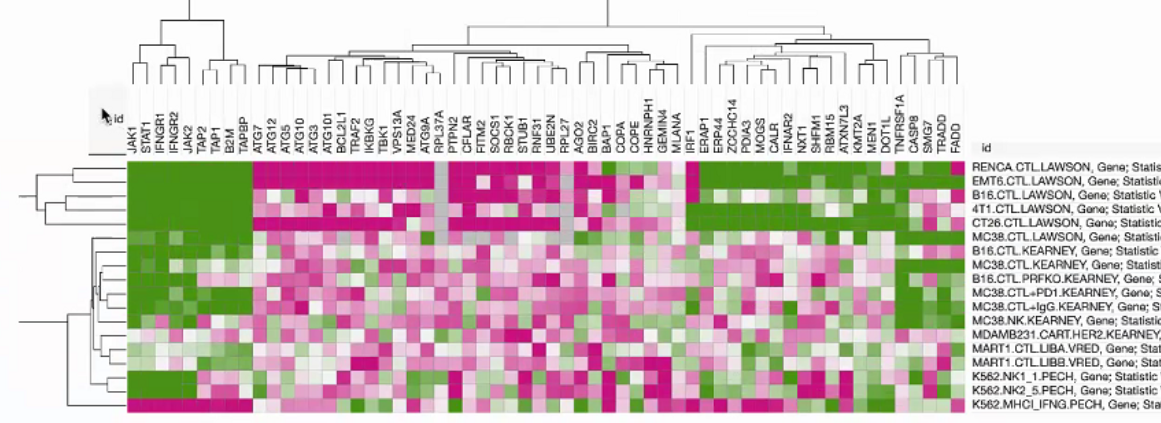 id
JAK1
STAT1
IFNGR1
IFNGR2
JAK2
TAP2
TAP1
B2M
TAPBP
ATG7
ATG12
ATG5
ATG10
ATG3
ATG101
BCL2L1
TRAF2
IKBKG
TBK1
VPS13A
MED24
ATG9A
RPL37A
PTPN2
CFLAR
FITM2
SOCS1
RBCK1
STUB1
RNF31
UBE2N
RPL27
AGO2
BIRC2
BAP1
COPA
COPE
HNRNPH1
GEMIN4
MLANA
IRF1
ERAP1
ERP44
ZCCHC14
PDIA3
MOGS
CALR
IFNAR2
NXT1
SHFM1
RBM15
ATXN7L3
KMT2A
MEN1
DOT1L
TNFRSF1A
CASP8
SMG7
TRADD
FADD
id
RENCA.CTL.LAWSON, Gene; Statis
EMT6.CTL.LAWSON, Gene; Statisti
B16.CTL.LAWSON, Gene; Statistic
4T1.CTL.LAWSON, Gene; Statistic
CT26.CTL.LAWSON, Gene; Statisti
MC38.CTL.LAWSON, Gene; Statist
B16.CTL.KEARNEY, Gene; Statistic
MC38.CTL.KEARNEY, Gene; Statist
B16.CTL.PRFKO.KEARNEY, Gene; S
MC38.CTL+PD1.KEARNEY, Gene; S
MC38.CTL+IgG.KEARNEY, Gene; St
MC38.NK.KEARNEY, Gene; Statistic
MDAMB231.CART.HER2.KEARNEY,
MART1.CTL.LIBA.VRED, Gene; Stat
MART1.CTL.LIBB.VRED, Gene; Stat
K562.NK1_1.PECH, Gene; Statistic
K562.NK2_5.PECH, Gene; Statistic
K562.MHCI_IFNG.PECH, Gene; Sta